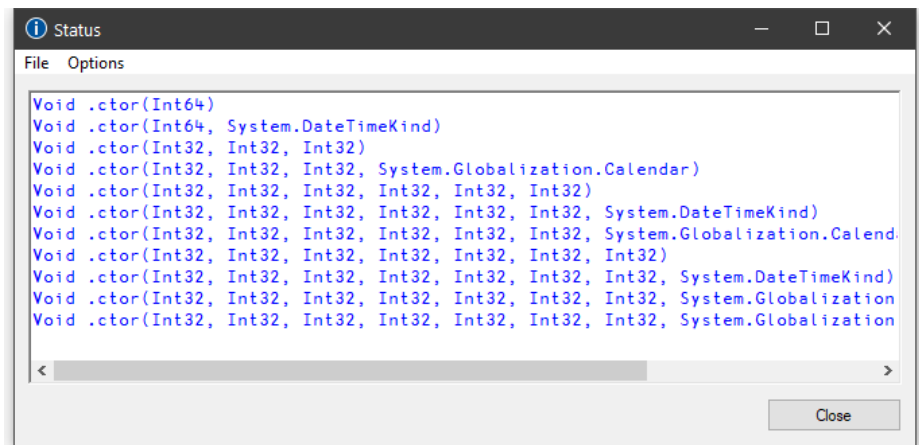 Status
File Options
Void .ctor(Int64)
Void .ctor(Int64, System.DateTimeKind)
Void .ctor(Int32, Int32, Int32)
Void .ctor(Int32, Int32, Int32, System.Globalization.Calendar)
Void .ctor(Int32, Int32, Int32, Int32, Int32, Int32)
Void .ctor(Int32, Int32, Int32, Int32, Int32, Int32, System.DateTimeKind)
Void .ctor(Int32, Int32, Int32, Int32, Int32, Int32, System.Globalization.Calend
Void .ctor(Int32, Int32, Int32, Int32, Int32, Int32, Int32)
Void .ctor(Int32, Int32, Int32, Int32, Int32, Int32, Int32, System.DateTimeKind)
Void .ctor(Int32, Int32, Int32, Int32, Int32, Int32, Int32, System.Globalization
Void .ctor(Int32, Int32, Int32, Int32, Int32, Int32, Int32, System.Globalization
Close